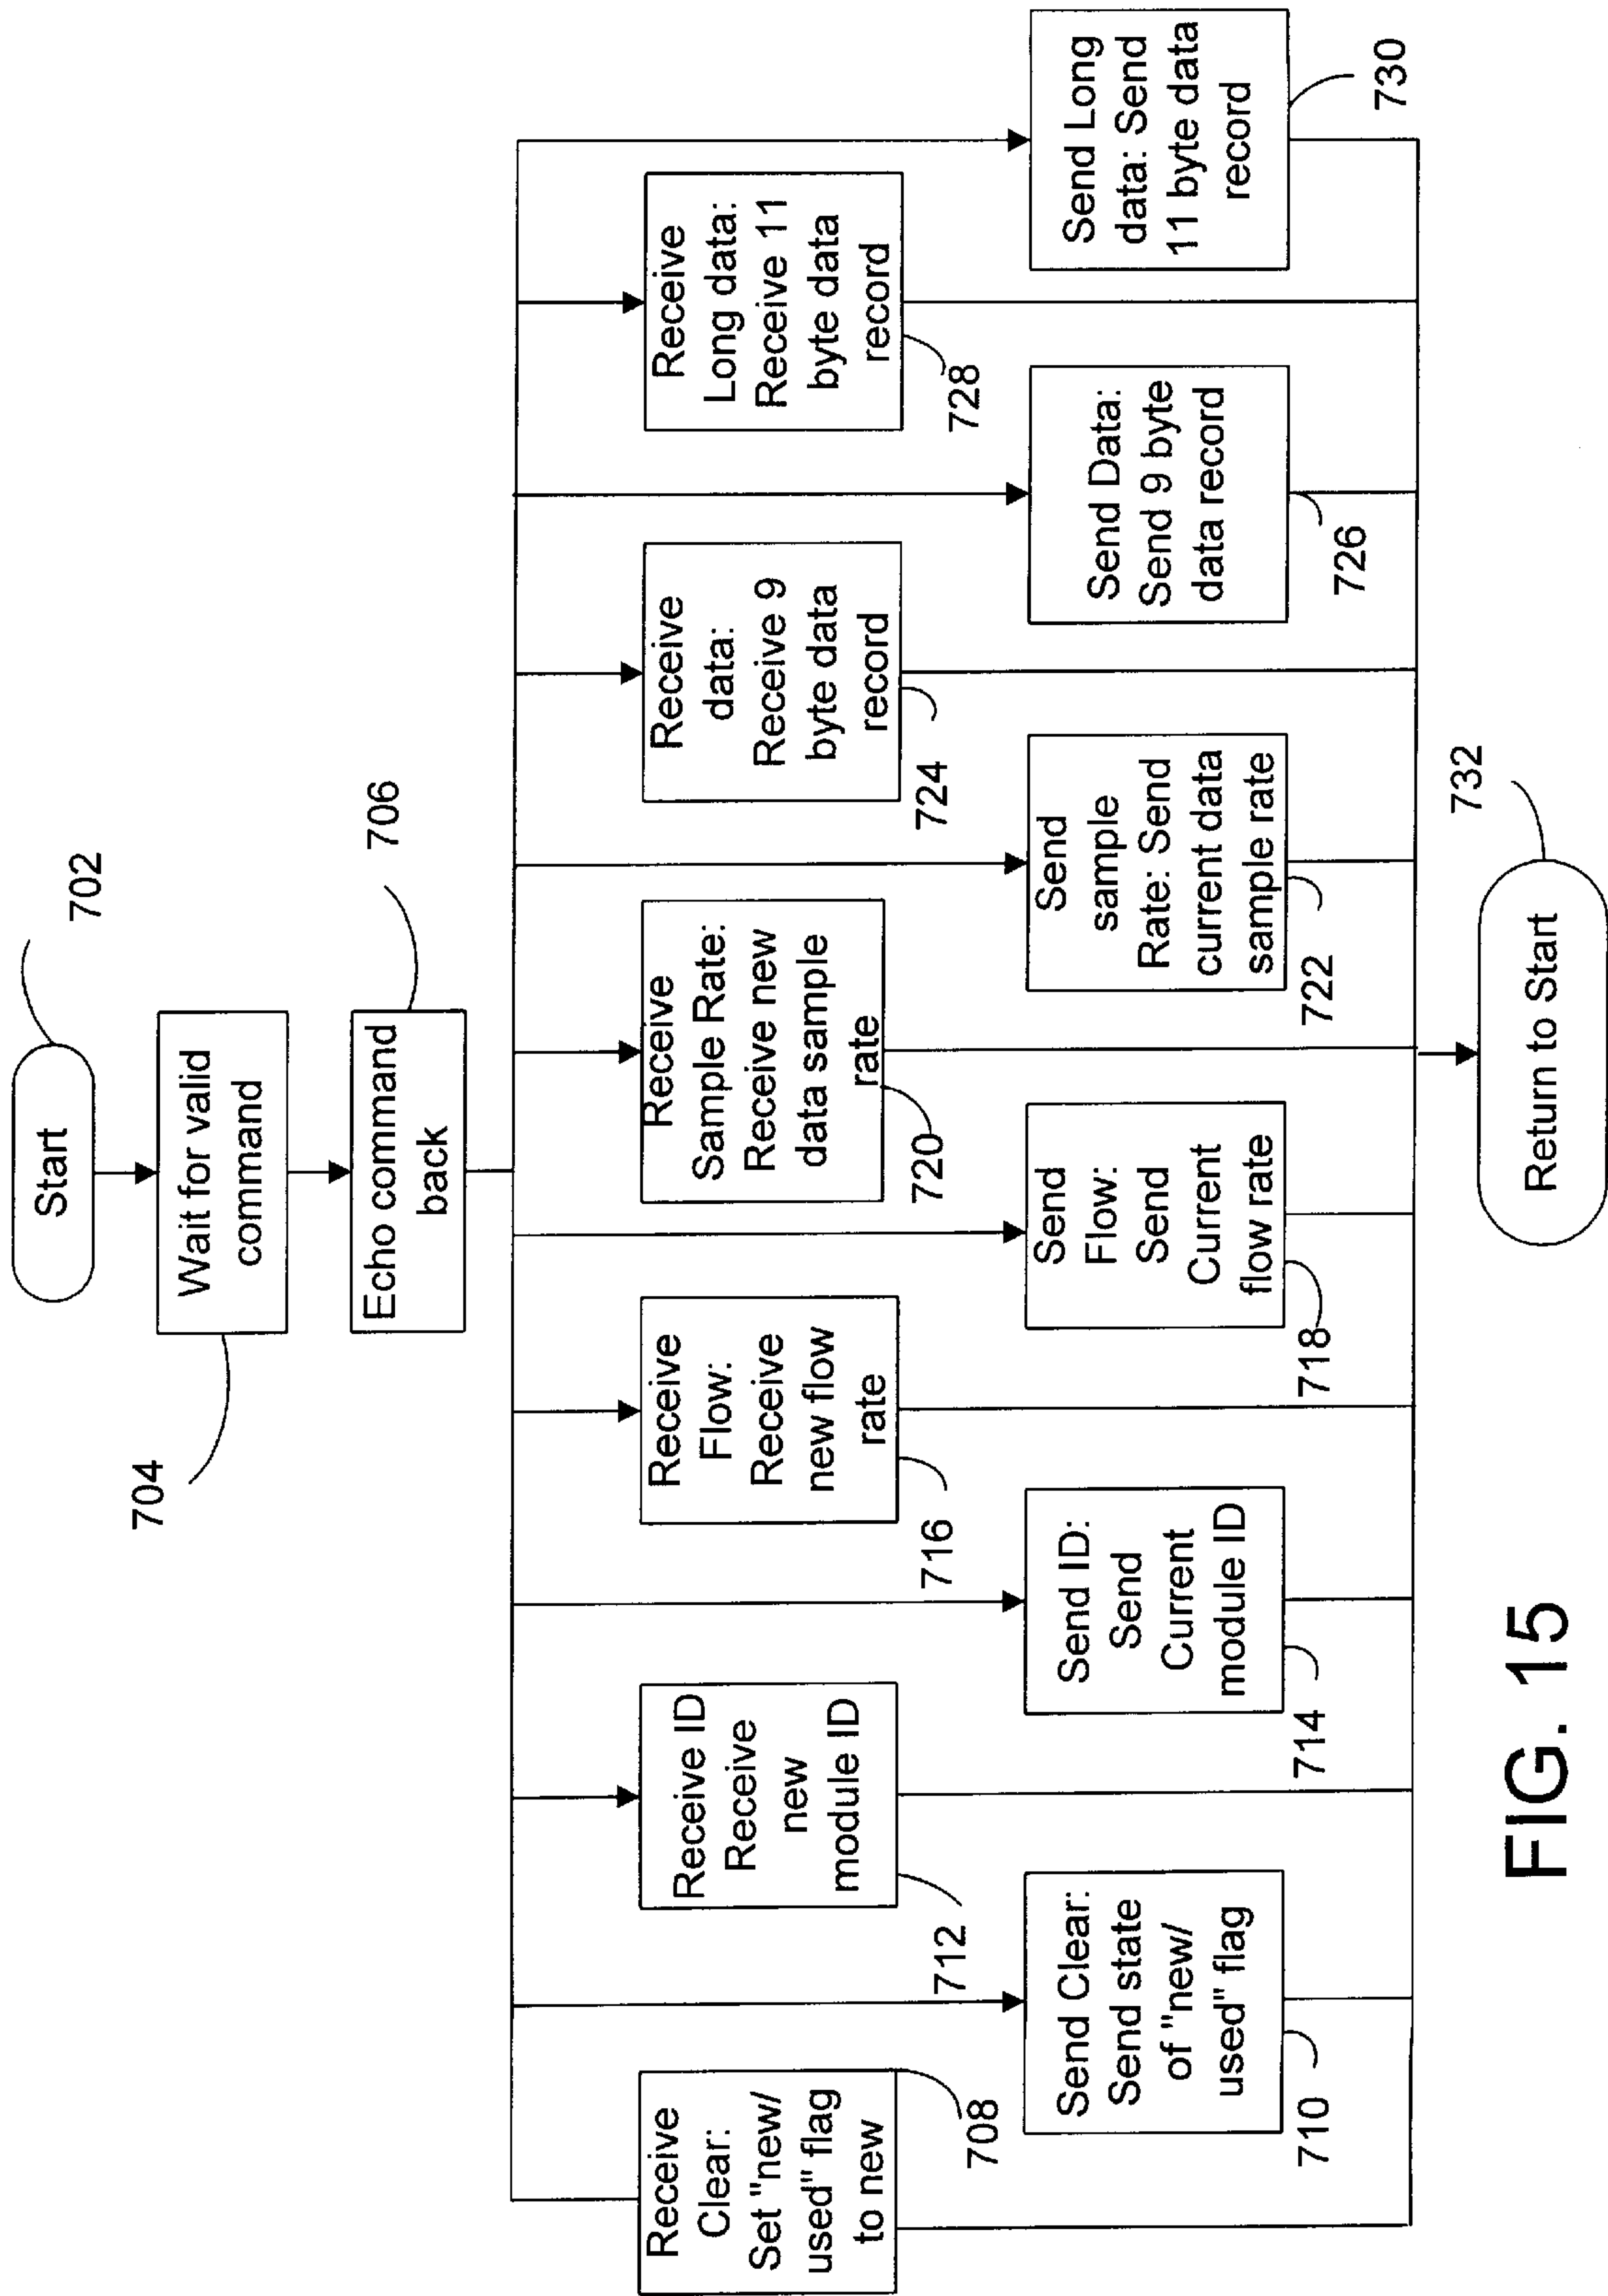 Start
702
Wait for valid
command
704
Echo command
back
706
Receive
Clear:
Set "new/
used" flag
to new
708
Send Clear:
Send state
of "new/
used" flag
710
Receive ID
Receive
new
module ID
712
Send ID:
Send
Current
module ID
714
Receive
Flow:
Receive
new flow
rate
716
Send
Flow:
Send
Current
flow rate
718
Receive
Sample Rate:
Receive new
data sample
rate
720
Send
sample
Rate: Send
current data
sample rate
722
Receive
data:
Receive 9
byte data
record
724
Send Data:
Send 9 byte
data record
726
Receive
Long data:
Receive 11
byte data
record
728
Send Long
data: Send
11 byte data
record
730
Return to Start
732
FIG. 15